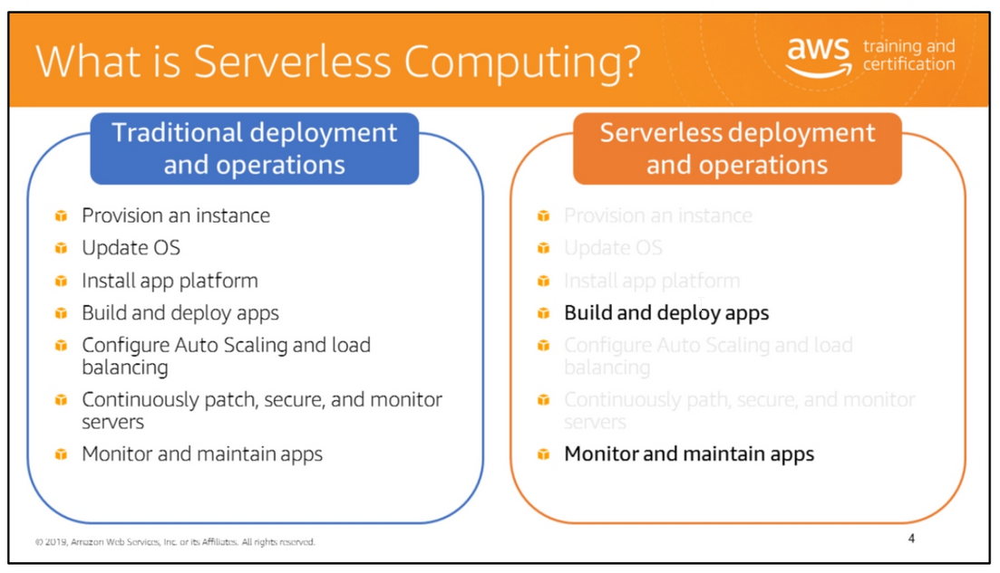 What is Serverless Computing?
aws training and
certification
Traditional deployment
and operations
Provision an instance
Update OS
Install app platform
Build and deploy apps
Configure Auto Scaling and load
balancing
Continuously patch, secure, and monitor
servers
Monitor and maintain apps
Serverless deployment
and operations
Provision an instance
Update OS
Install app platform
Build and deploy apps
Configure Auto Scaling and load
balancing
Continuously path, secure, and monitor
servers
Monitor and maintain apps
© 2019, Amazon Web Services, Inc. or its Affiliates. All rights reserved.
4